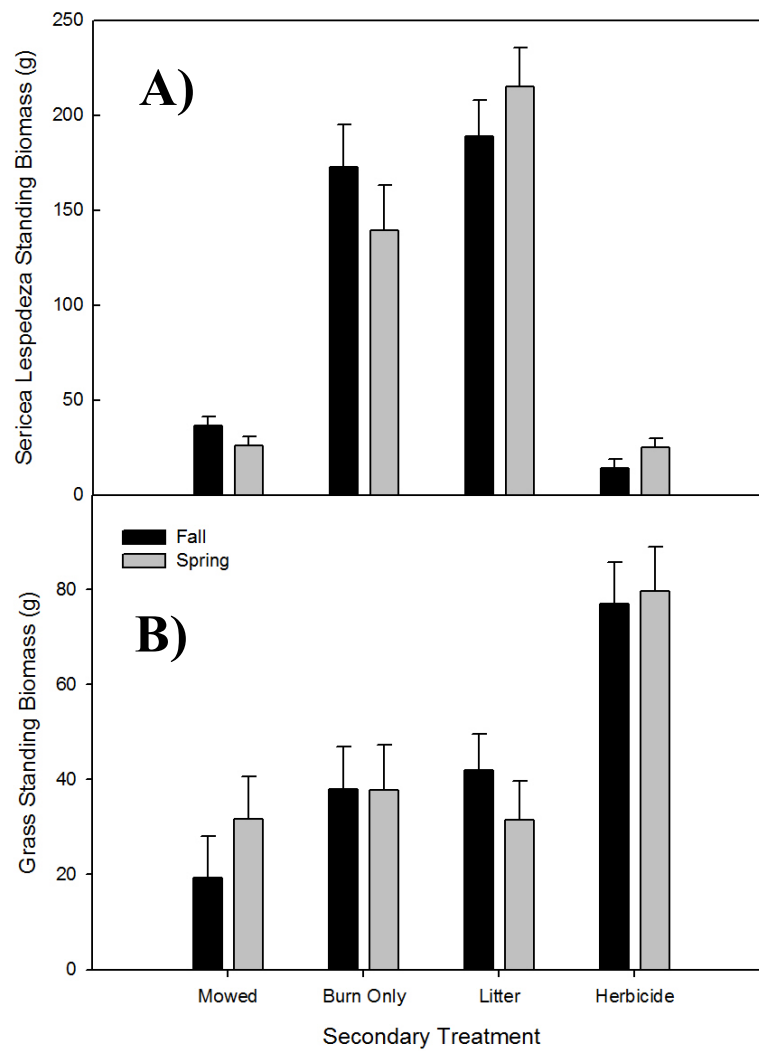 Sericea Lespedeza Standing Biomass (g)
250
200
150
100
50
0
A)
Grass Standing Biomass (g)
80
60
40
20
0
Fall
Spring
B)
Mowed Burn Only Litter Herbicide
Secondary Treatment